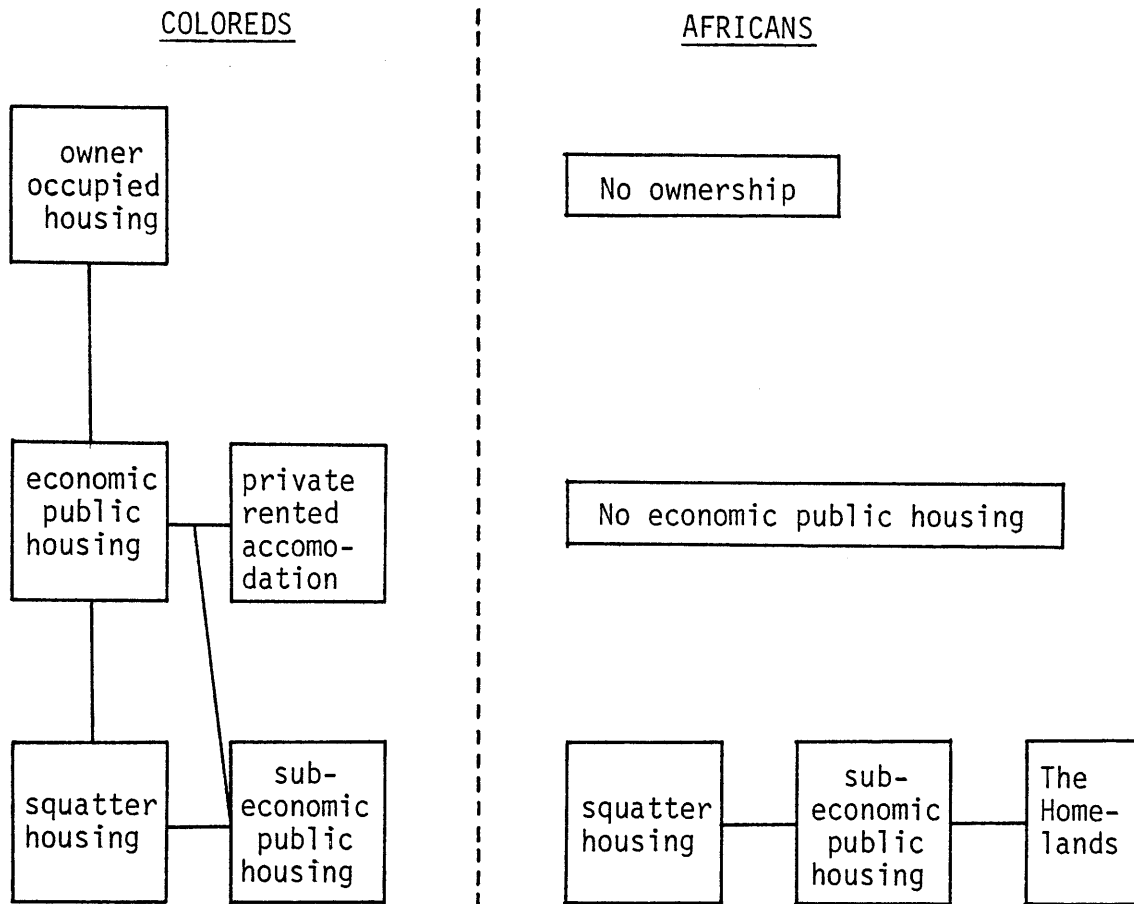 COLOREDS
AFRICANS
owner
occupied
housing
No ownership
economic
public
housing
private
rented
accomo-
dation
No economic public housing
squatter
housing
sub-
economic
public
housing
squatter
housing
sub-
economic
public
housing
The
Home-
lands